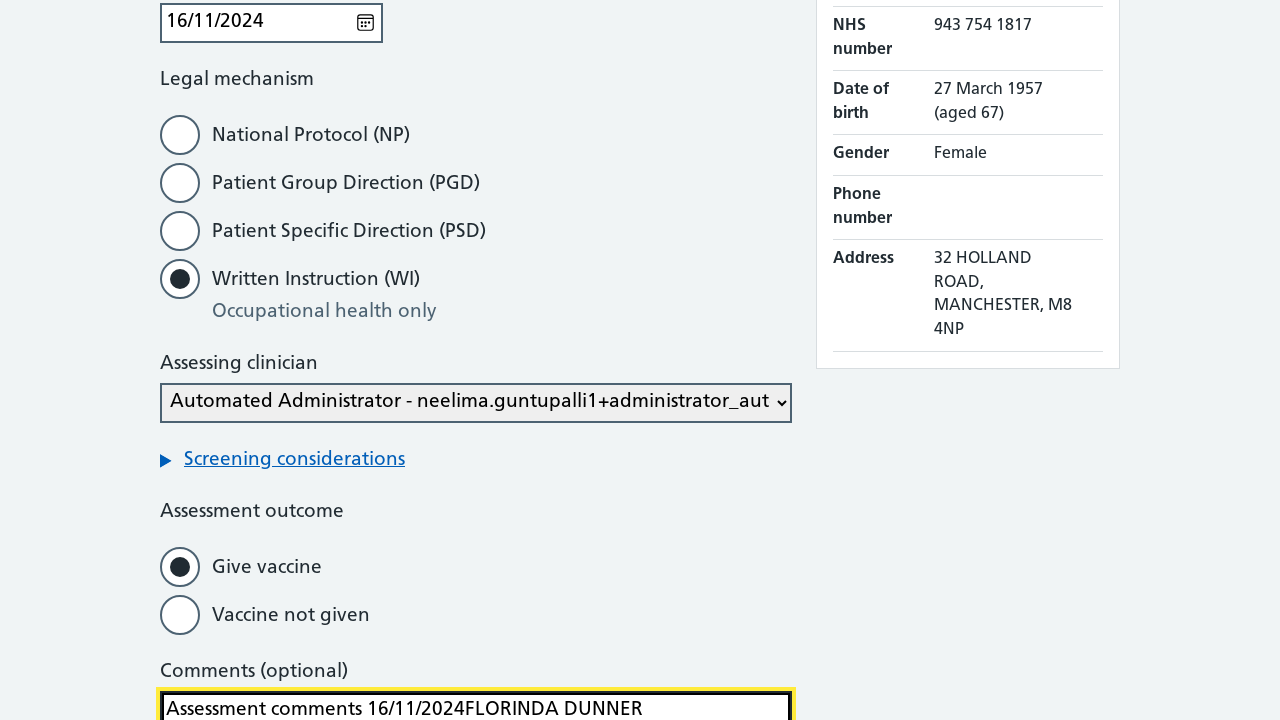 16/11/2024
Legal mechanism
National Protocol (NP)
Patient Group Direction (PGD)
Patient Specific Direction (PSD)
Written Instruction (WI)
Occupational health only
Assessing clinician
Automated Administrator - neelima.guntupalli1+administrator_aut
Screening considerations
Assessment outcome
Give vaccine
Vaccine not given
Comments (optional)
Assessment comments 16/11/2024FLORINDA DUNNER
NHS number
943 754 1817
Date of birth
27 March 1957
(aged 67)
Gender
Female
Phone number
Address
32 HOLLAND
ROAD,
MANCHESTER, M8
4NP